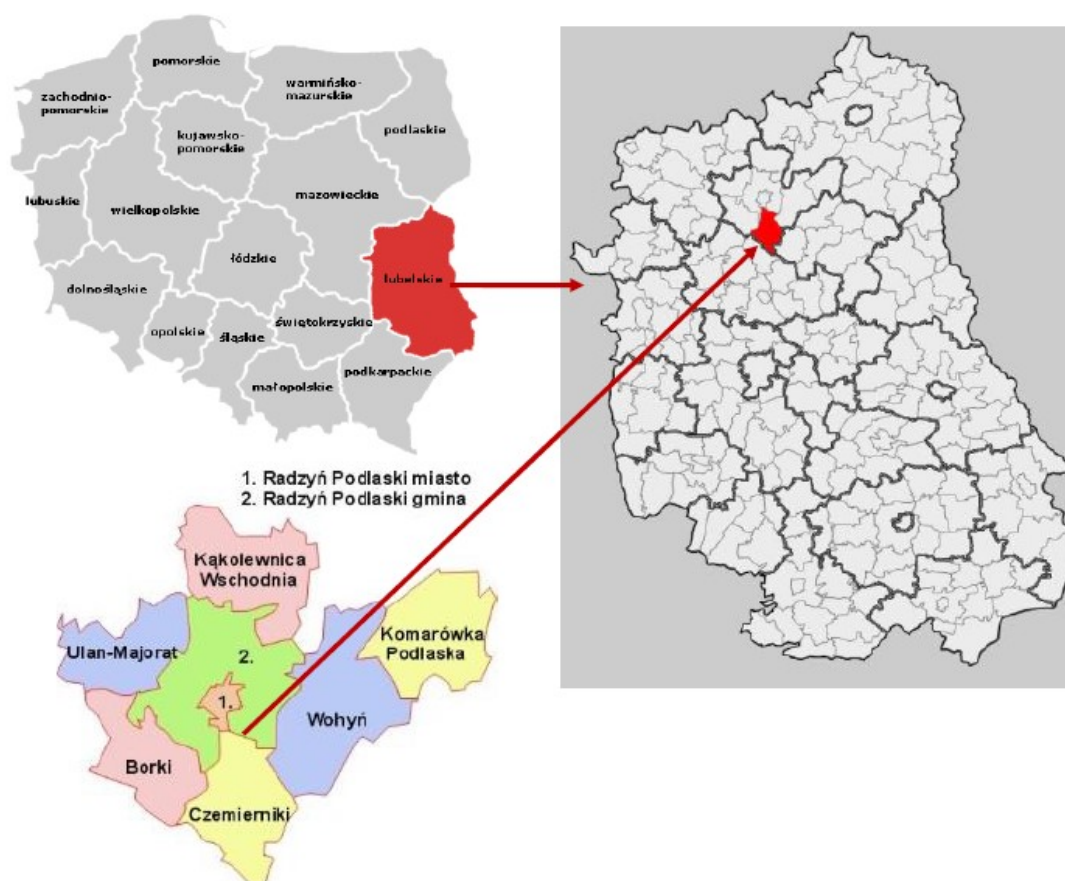 pomorskie
zachodnio-
pomorskie
warmińsko-
mazurskie
podlaskie
kujawsko-
pomorskie
lubuskie
wielkopolskie
mazowieckie
łódzkie
lubelskie
dolnośląskie
opolskie
śląskie
świętokrzyskie
małopolskie
podkarpackie
1. Radzyń Podlaski miasto
2. Radzyń Podlaski gmina
Kąkolewnica
Wschodnia
Komarówka
Podlaska
Ulan-Majorat
2.
1.
Wohyń
Borki
Czemierniki